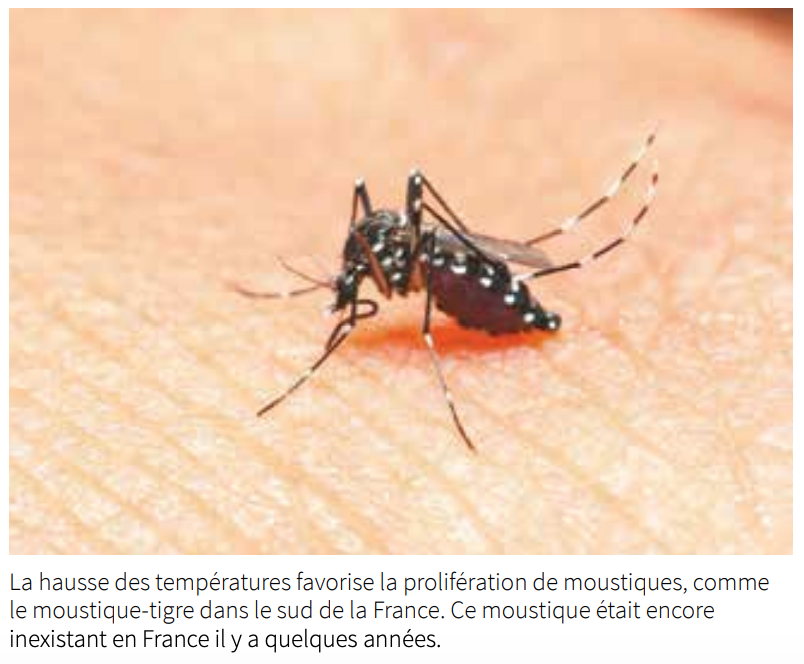 La hausse des températures favorise la prolifération de moustiques, comme
le moustique-tigre dans le sud de la France. Ce moustique était encore
inexistant en France il y a quelques années.